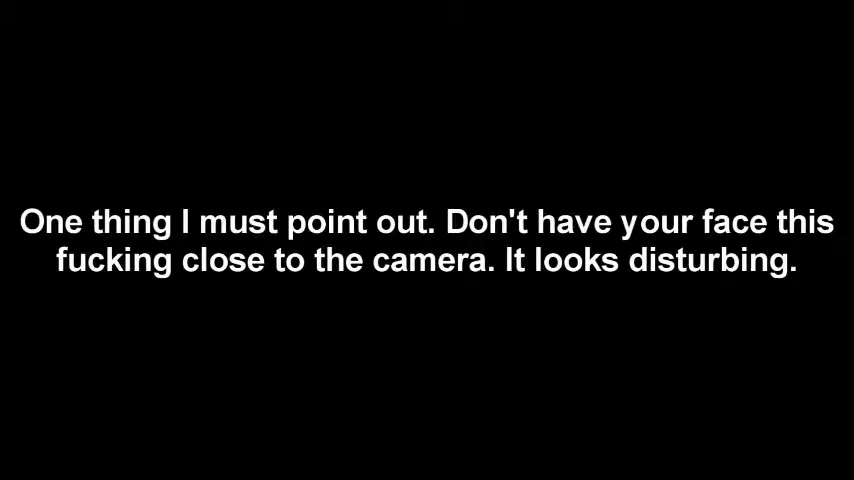 One thing I must point out. Don't have your face this
fucking close to the camera. It looks disturbing.